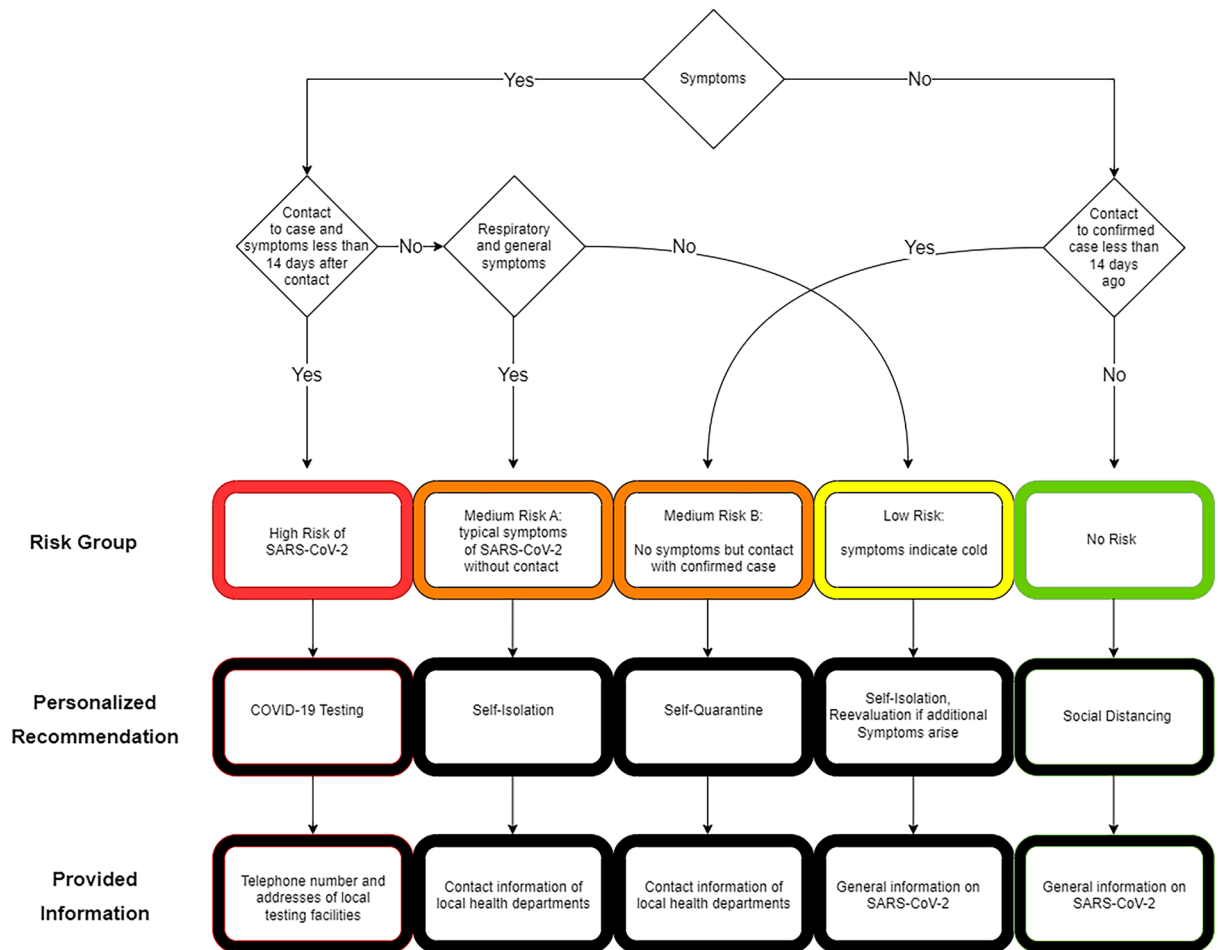 Symptoms
Yes
No
Contact
to case and
symptoms less than
14 days after
contact
No
Respiratory
and general
symptoms
No
Yes
Contact
to confirmed
case less than
14 days
ago
Yes
Yes
No
Risk Group
High Risk of
SARS-CoV-2
Medium Risk A:
typical symptoms
of SARS-CoV-2
without contact
Medium Risk B:
No symptoms but contact
with confirmed case
Low Risk:
symptoms indicate cold
No Risk
Personalized
Recommendation
COVID-19 Testing
Self-Isolation
Self-Quarantine
Self-Isolation,
Reevaluation if additional
Symptoms arise
Social Distancing
Provided
Information
Telephone number and
addresses of local
testing facilities
Contact information of
local health departments
Contact information of
local health departments
General information on
SARS-CoV-2
General information on
SARS-CoV-2